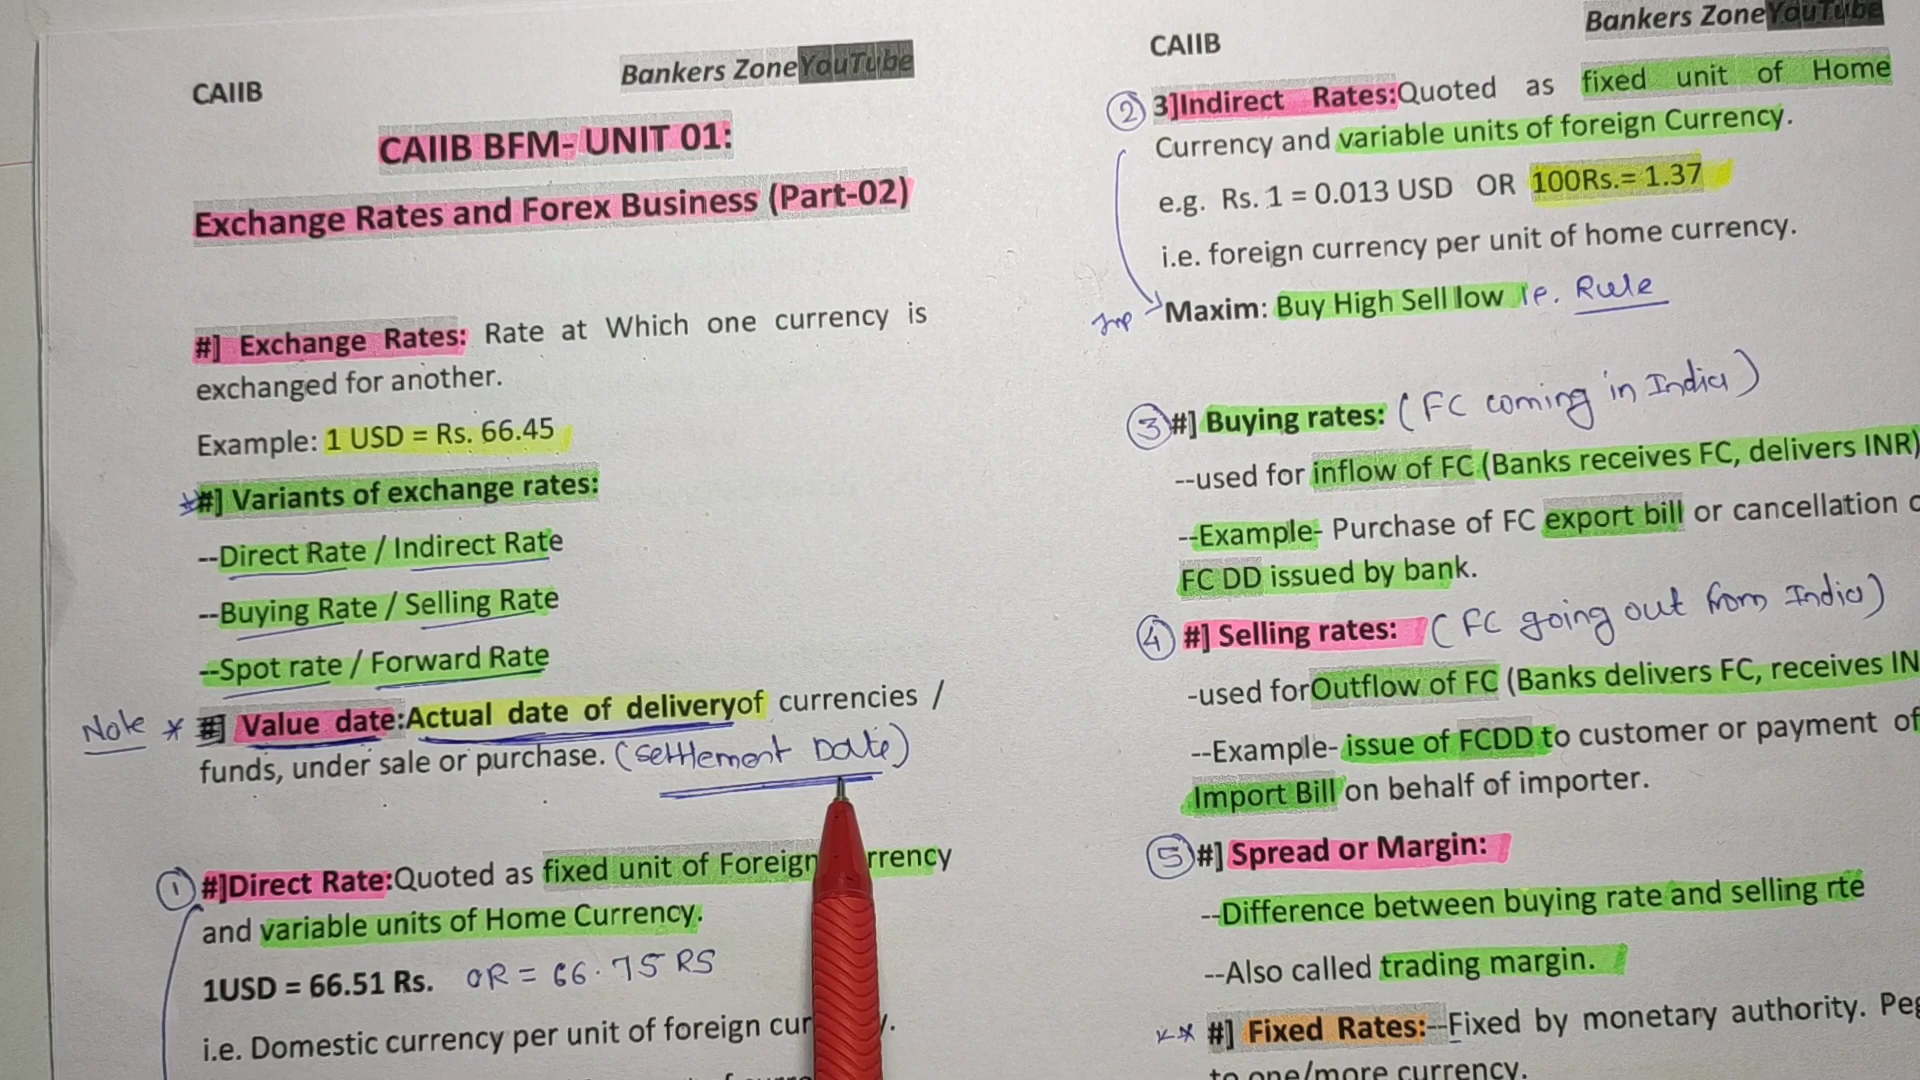 CAIIB
Bankers ZoneYouTube
CAIIB BFM- UNIT 01:
Exchange Rates and Forex Business (Part-02)
#] Exchange Rates: Rate at Which one currency is
exchanged for another.
Example: 1 USD = Rs. 66.45
#] Variants of exchange rates:
--Direct Rate / Indirect Rate
--Buying Rate / Selling Rate
--Spot rate / Forward Rate
Note * #] Value date:Actual date of deliveryof currencies /
funds, under sale or purchase. (settlement Date)
1 #]Direct Rate:Quoted as fixed unit of Foreign rrency
and variable units of Home Currency.
1USD = 66.51 Rs. OR = 66.75 RS
i.e. Domestic currency per unit of foreign cur y.
CAIIB
Bankers ZoneYouTube
2 3]Indirect Rates:Quoted as fixed unit of Home
Currency and variable units of foreign Currency.
e.g. Rs. 1 = 0.013 USD OR 100Rs.= 1.37
i.e. foreign currency per unit of home currency.
Imp Maxim: Buy High Sell low ie. Rule
3 #] Buying rates: (FC coming in India)
--used for inflow of FC (Banks receives FC, delivers INR)
--Example- Purchase of FC export bill or cancellation
FC DD issued by bank.
4 #] Selling rates: (FC going out from India)
-used forOutflow of FC (Banks delivers FC, receives IN
--Example- issue of FCDD to customer or payment of
Import Bill on behalf of importer.
5 #] Spread or Margin:
--Difference between buying rate and selling rte
--Also called trading margin.
** #] Fixed Rates:--Fixed by monetary authority. Peg
to one/more currency.